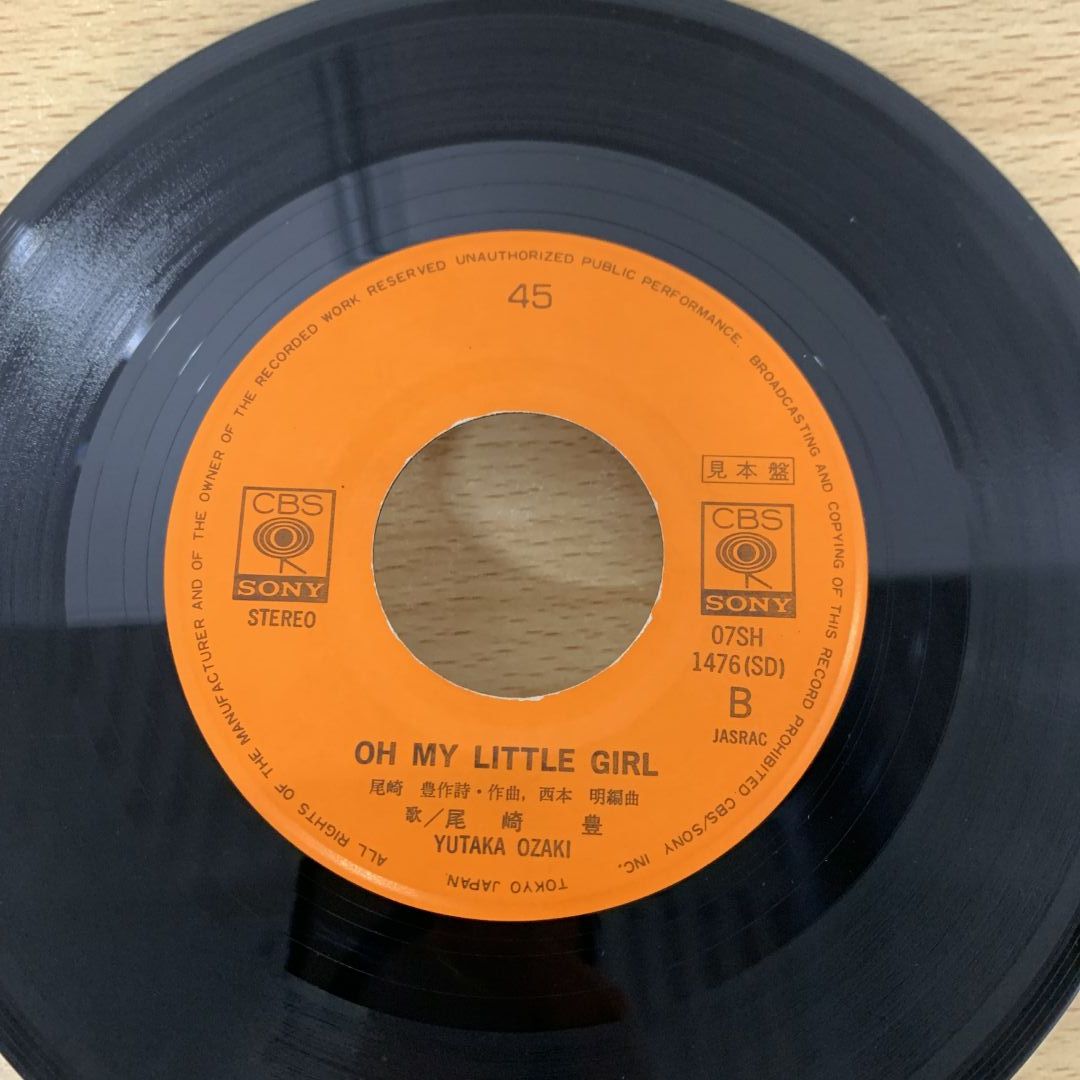 ALL RIGHTS OF THE MANUFACTURER AND OF THE OWNER OF THE RECORDED WORK RESERVED UNAUTHORIZED PUBLIC PERFORMANCE. BROADCASTING AND COPYING OF THIS RECORD PROHIBITED. CBS/SONY INC. TOKYO JAPAN.
45
CBS
SONY
STEREO
見本盤
CBS
SONY
07SH
1476(SD)
B
JASRAC
OH MY LITTLE GIRL
尾崎 豊作詩・作曲, 西本 明編曲
歌/尾崎 豊
YUTAKA OZAKI